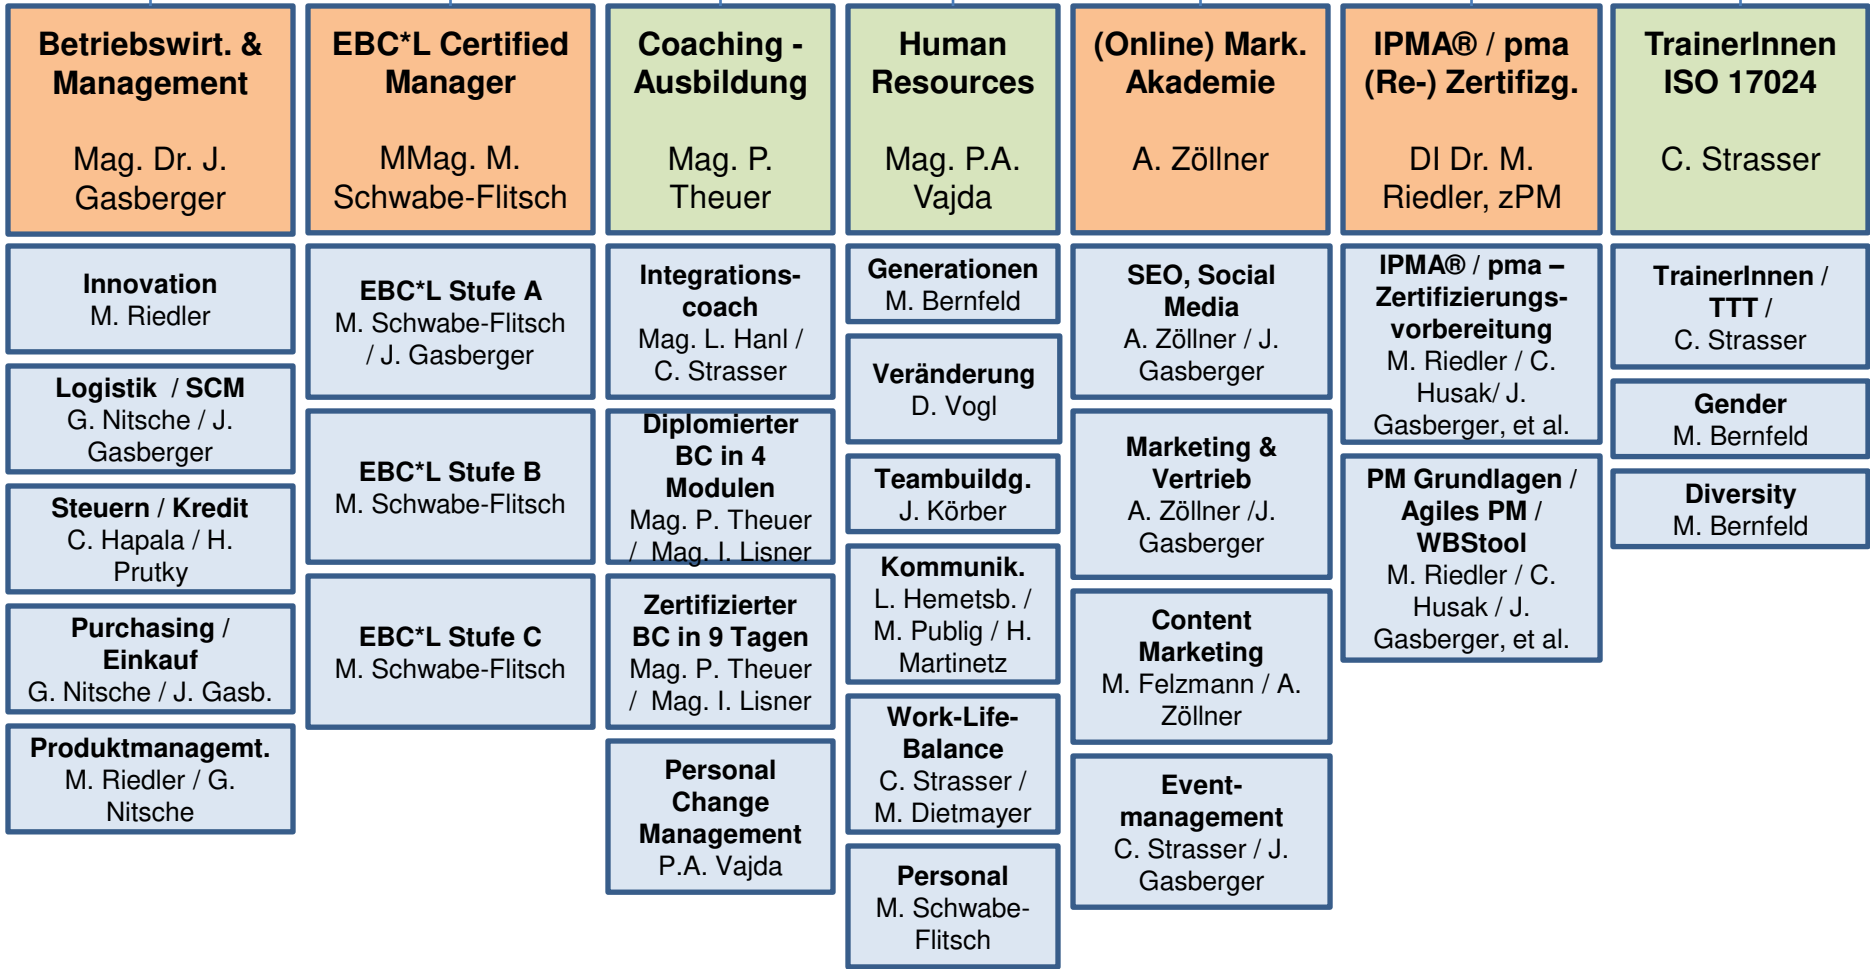 Betriebswirt. &
Management
Mag. Dr. J.
Gasberger
Innovation
M. Riedler
Logistik / SCM
G. Nitsche / J.
Gasberger
Steuern / Kredit
C. Hapala / H.
Prutky
Purchasing /
Einkauf
G. Nitsche / J. Gasb.
Produktmanagemt.
M. Riedler / G.
Nitsche
EBC*L Certified
Manager
MMag. M.
Schwabe-Flitsch
EBC*L Stufe A
M. Schwabe-Flitsch
/ J. Gasberger
EBC*L Stufe B
M. Schwabe-Flitsch
EBC*L Stufe C
M. Schwabe-Flitsch
Coaching -
Ausbildung
Mag. P.
Theuer
Integrations-
coach
Mag. L. Hanl /
C. Strasser
Diplomierter
BC in 4
Modulen
Mag. P. Theuer
/ Mag. I. Lisner
Zertifizierter
BC in 9 Tagen
Mag. P. Theuer
/ Mag. I. Lisner
Personal
Change
Management
P.A. Vajda
Human
Resources
Mag. P.A.
Vajda
Generationen
M. Bernfeld
Veränderung
D. Vogl
Teambuildg.
J. Körber
Kommunik.
L. Hemetsb. /
M. Publig / H.
Martinetz
Work-Life-
Balance
C. Strasser /
M. Dietmayer
Personal
M. Schwabe-
Flitsch
(Online) Mark.
Akademie
A. Zöllner
SEO, Social
Media
A. Zöllner / J.
Gasberger
Marketing &
Vertrieb
A. Zöllner /J.
Gasberger
Content
Marketing
M. Felzmann / A.
Zöllner
Event-
management
C. Strasser / J.
Gasberger
IPMA® / pma
(Re-) Zertifizg.
DI Dr. M.
Riedler, zPM
IPMA® / pma –
Zertifizierungs-
vorbereitung
M. Riedler / C.
Husak/ J.
Gasberger, et al.
PM Grundlagen /
Agiles PM /
WBStool
M. Riedler / C.
Husak / J.
Gasberger, et al.
TrainerInnen
ISO 17024
C. Strasser
TrainerInnen /
TTT /
C. Strasser
Gender
M. Bernfeld
Diversity
M. Bernfeld